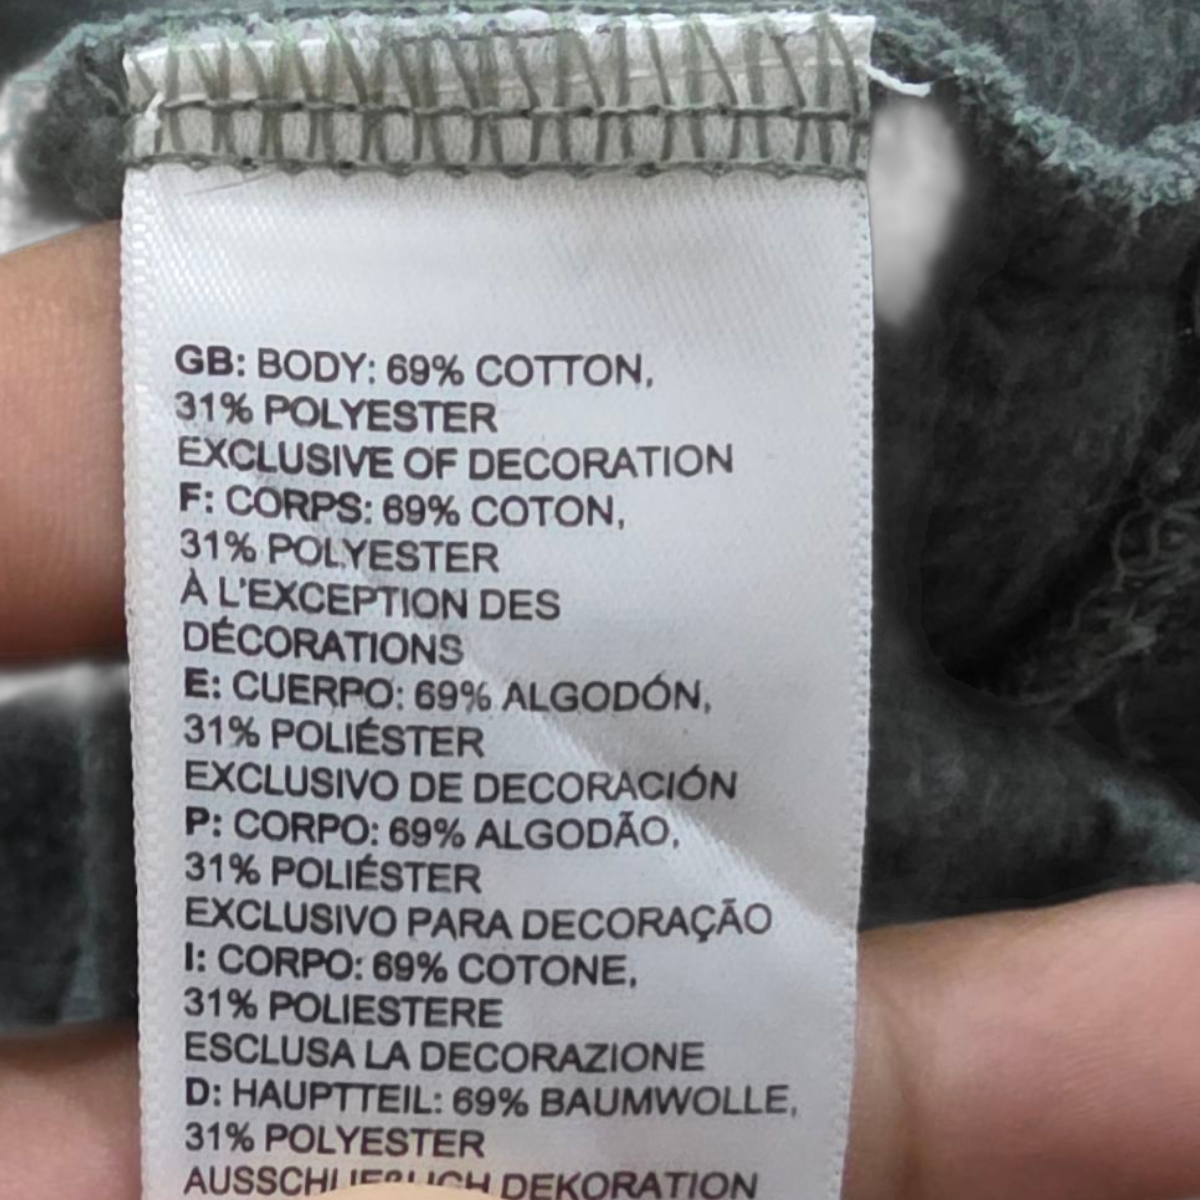 GB: BODY: 69% COTTON,
31% POLYESTER
EXCLUSIVE OF DECORATION
F: CORPS: 69% COTON,
31% POLYESTER
À L'EXCEPTION DES
DÉCORATIONS
E: CUERPO: 69% ALGODÓN,
31% POLIÉSTER
EXCLUSIVO DE DECORACIÓN
P: CORPO: 69% ALGODÃO,
31% POLIÉSTER
EXCLUSIVO PARA DECORAÇÃO
I: CORPO: 69% COTONE,
31% POLIESTERE
ESCLUSA LA DECORAZIONE
D: HAUPTTEIL: 69% BAUMWOLLE,
31% POLYESTER
DEKORATION